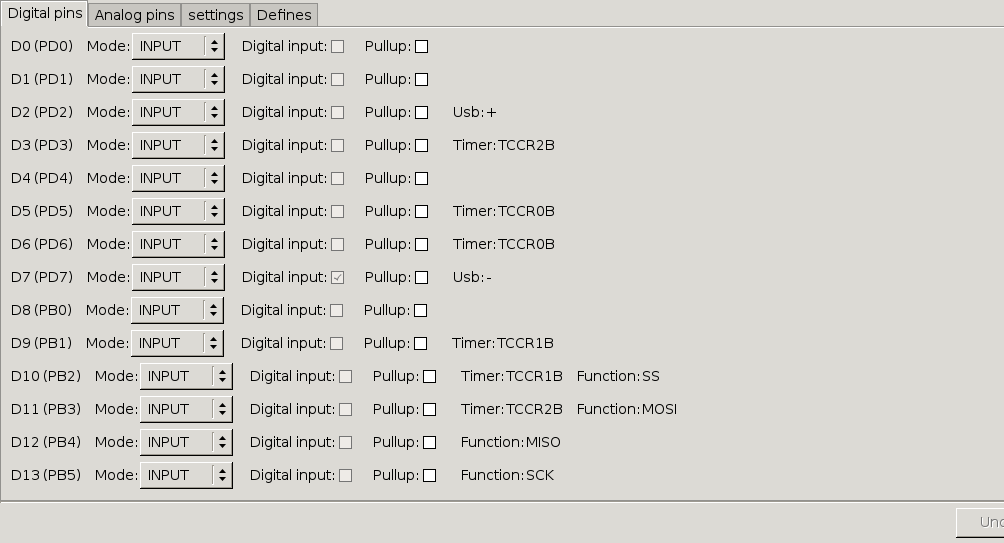 Digital pins Analog pins settings Defines
D0 (PD0) Mode: INPUT Digital input: Pullup:
D1 (PD1) Mode: INPUT Digital input: Pullup:
D2 (PD2) Mode: INPUT Digital input: Pullup: Usb:+
D3 (PD3) Mode: INPUT Digital input: Pullup: Timer:TCCR2B
D4 (PD4) Mode: INPUT Digital input: Pullup:
D5 (PD5) Mode: INPUT Digital input: Pullup: Timer:TCCR0B
D6 (PD6) Mode: INPUT Digital input: Pullup: Timer:TCCR0B
D7 (PD7) Mode: INPUT Digital input: Pullup: Usb:-
D8 (PB0) Mode: INPUT Digital input: Pullup:
D9 (PB1) Mode: INPUT Digital input: Pullup: Timer:TCCR1B
D10 (PB2) Mode: INPUT Digital input: Pullup: Timer:TCCR1B Function:SS
D11 (PB3) Mode: INPUT Digital input: Pullup: Timer:TCCR2B Function:MOSI
D12 (PB4) Mode: INPUT Digital input: Pullup: Function:MISO
D13 (PB5) Mode: INPUT Digital input: Pullup: Function:SCK